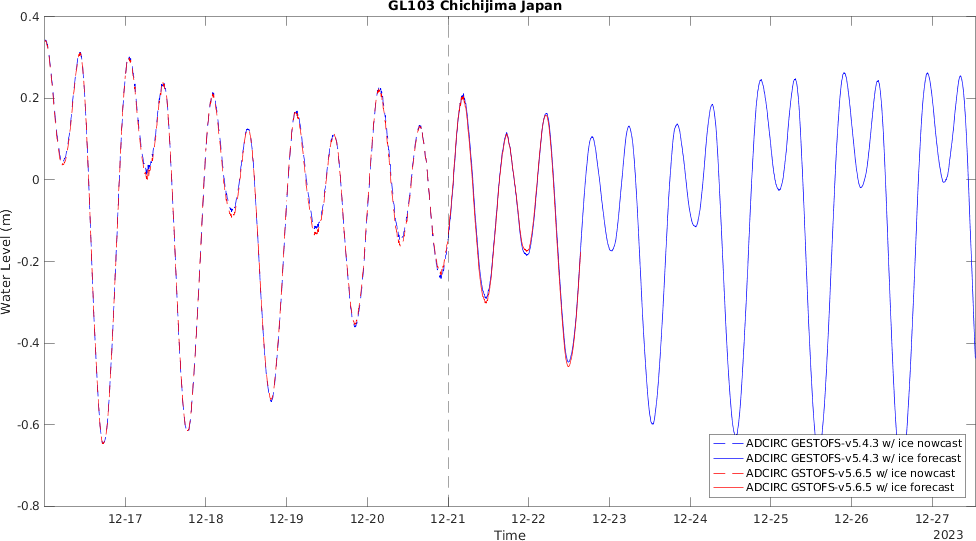 GL103 Chichijima Japan
0.4
0.2
0
-0.2
-0.4
-0.6
-0.8
Water Level (m)
12-17 12-18 12-19 12-20 12-21 12-22 12-23 12-24 12-25 12-26 12-27
Time
2023
ADCIRC GESTOFS-v5.4.3 w/ ice nowcast
ADCIRC GESTOFS-v5.4.3 w/ ice forecast
ADCIRC GSTOFS-v5.6.5 w/ ice nowcast
ADCIRC GSTOFS-v5.6.5 w/ ice forecast